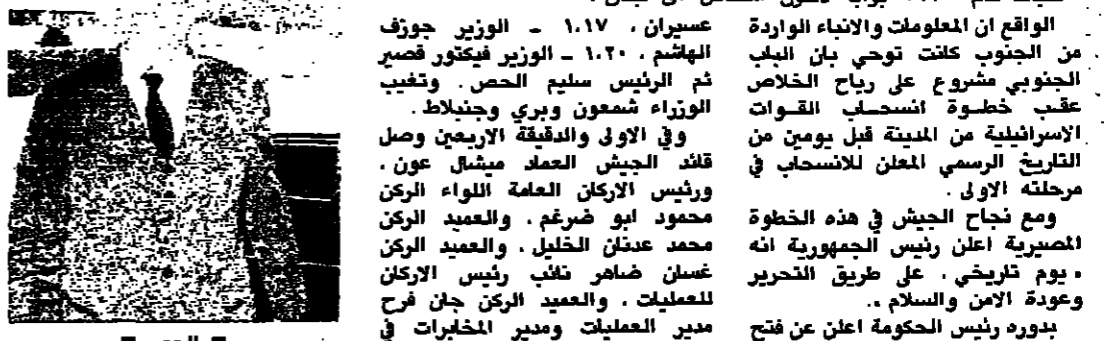 الواقع ان المعلومات والانباء الواردة
من الجنوب كانت توحي بان الباب
الجنوبي مشروع على رياح الخلاص
عقب خطوة انسحاب القوات
الاسرائيلية من المدينة قبل يومين من
التاريخ الرسمي المعلن للانسحاب في
مرحلته الاولى .
ومع نجاح الجيش في هذه الخطوة
المصيرية اعلن رئيس الجمهورية انه
« يوم تاريخي ، على طريق التحرير
وعودة الامن والسلام » .
بدوره رئيس الحكومة اعلن عن فتح
عسيران ، ١،١٧ ـ الوزير جوزف
الهاشم ، ١،٢٠ ـ الوزير فيكتور قصير
ثم الرئيس سليم الحص . وتغيب
الوزراء شمعون وبري وجنبلاط .
وفي الاولى والدقيقة الاربعين وصل
قائد الجيش العماد ميشال عون ،
ورئيس الاركان العامة اللواء الركن
محمود ابو ضرغم ، والعميد الركن
محمد عدنان الخليل ، والعميد الركن
غسان ضاهر نائب رئيس الاركان
للعمليات ، والعميد الركن جان فرح
مدير العمليات ومدير المخابرات في